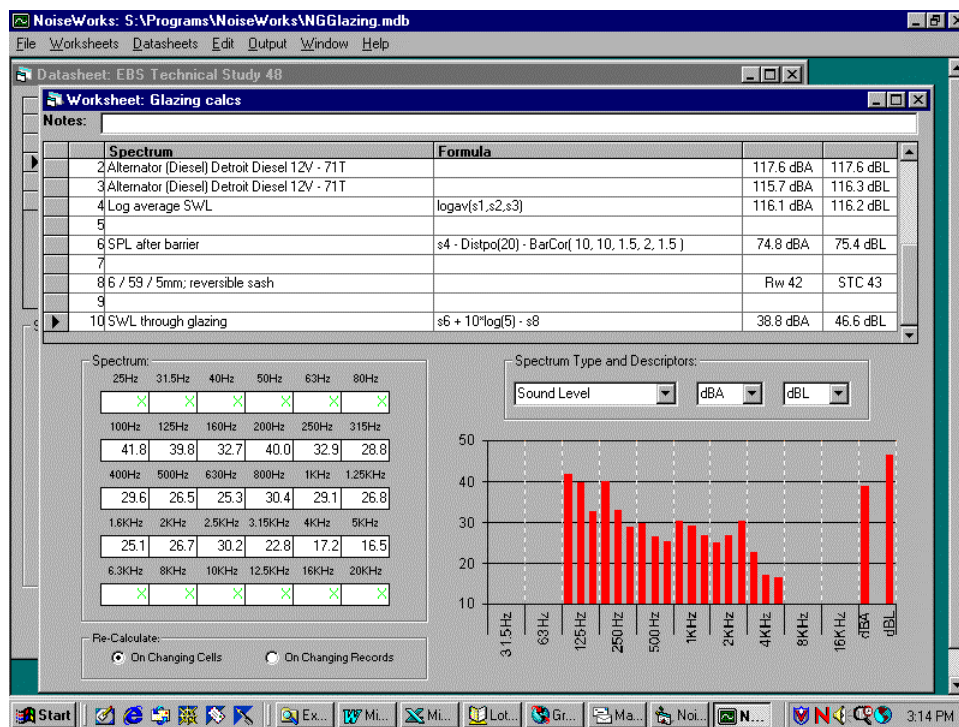 NoiseWorks: S:\Programs\NoiseWorks\NGGlazing.mdb
File Worksheets Datasheets Edit Output Window Help
Datasheet: EBS Technical Study 48
Worksheet: Glazing calcs
Notes:
Spectrum Formula
2 Alternator (Diesel) Detroit Diesel 12V - 71T 117.6 dBA 117.6 dBL
3 Alternator (Diesel) Detroit Diesel 12V - 71T 115.7 dBA 116.3 dBL
4 Log average SWL logav(s1,s2,s3) 116.1 dBA 116.2 dBL
5
6 SPL after barrier s4 - Distpo(20) - BarCor( 10, 10, 1.5, 2, 1.5 ) 74.8 dBA 75.4 dBL
7
8 6 / 59 / 5mm; reversible sash Rw 42 STC 43
9
10 SWL through glazing s6 + 10*log(5) - s8 38.8 dBA 46.6 dBL
Spectrum:
25Hz 31.5Hz 40Hz 50Hz 63Hz 80Hz
X X X X X X
100Hz 125Hz 160Hz 200Hz 250Hz 315Hz
41.8 39.8 32.7 40.0 32.9 28.8
400Hz 500Hz 630Hz 800Hz 1KHz 1.25KHz
29.6 26.5 25.3 30.4 29.1 26.8
1.6KHz 2KHz 2.5KHz 3.15KHz 4KHz 5KHz
25.1 26.7 30.2 22.8 17.2 16.5
6.3KHz 8KHz 10KHz 12.5KHz 16KHz 20KHz
X X X X X X
Re-Calculate:
On Changing Cells On Changing Records
Spectrum Type and Descriptors:
Sound Level dBA dBL
50
40
30
20
10
31.5Hz 63Hz 125Hz 250Hz 500Hz 1KHz 2KHz 4KHz 8KHz 16KHz dBA dBL
Start Ex... Mi... Mi... Lot... Gr... Ma... Noi... N... 3:14 PM